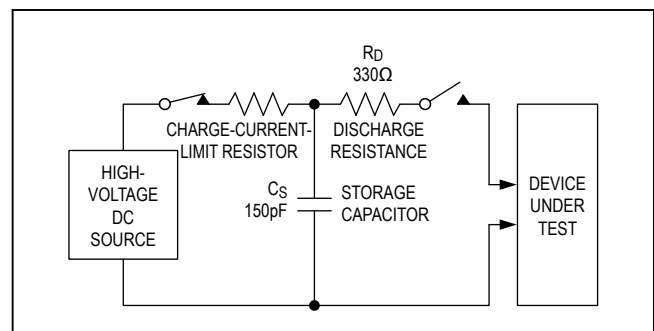 RD
330Ω
CHARGE-CURRENT-
LIMIT RESISTOR
DISCHARGE
RESISTANCE
HIGH-
VOLTAGE
DC
SOURCE
CS
150pF
STORAGE
CAPACITOR
DEVICE
UNDER
TEST